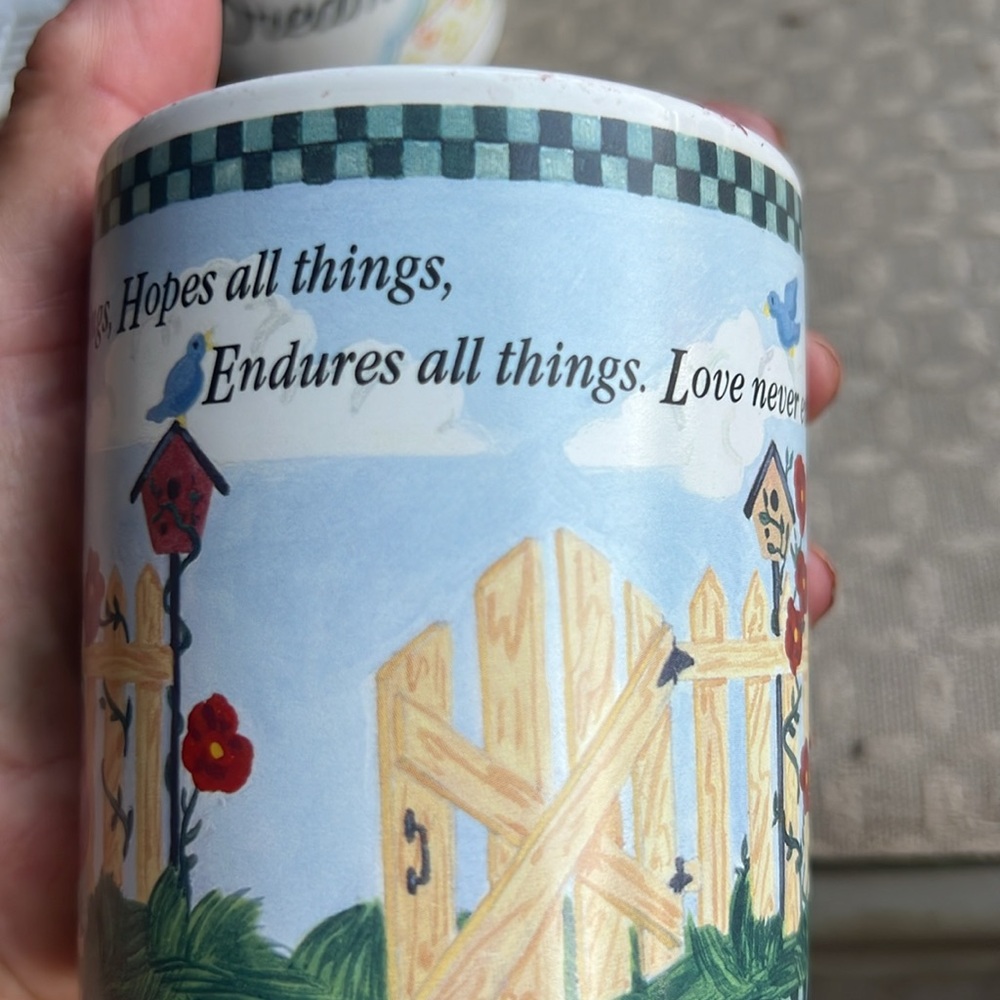 Hopes all things,
Endures all things. Love never